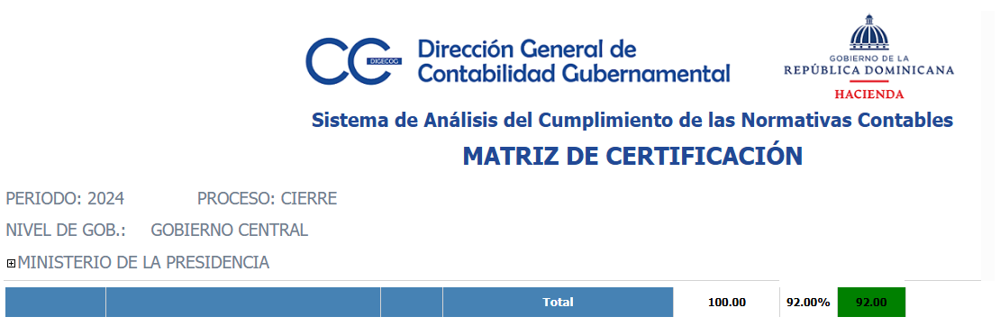 CG DIGECOG
Dirección General de
Contabilidad Gubernamental
GOBIERNO DE LA
REPÚBLICA DOMINICANA
HACIENDA
Sistema de Análisis del Cumplimiento de las Normativas Contables
MATRIZ DE CERTIFICACIÓN
PERIODO: 2024 PROCESO: CIERRE
NIVEL DE GOB.: GOBIERNO CENTRAL
MINISTERIO DE LA PRESIDENCIA
Total 100.00 92.00% 92.00